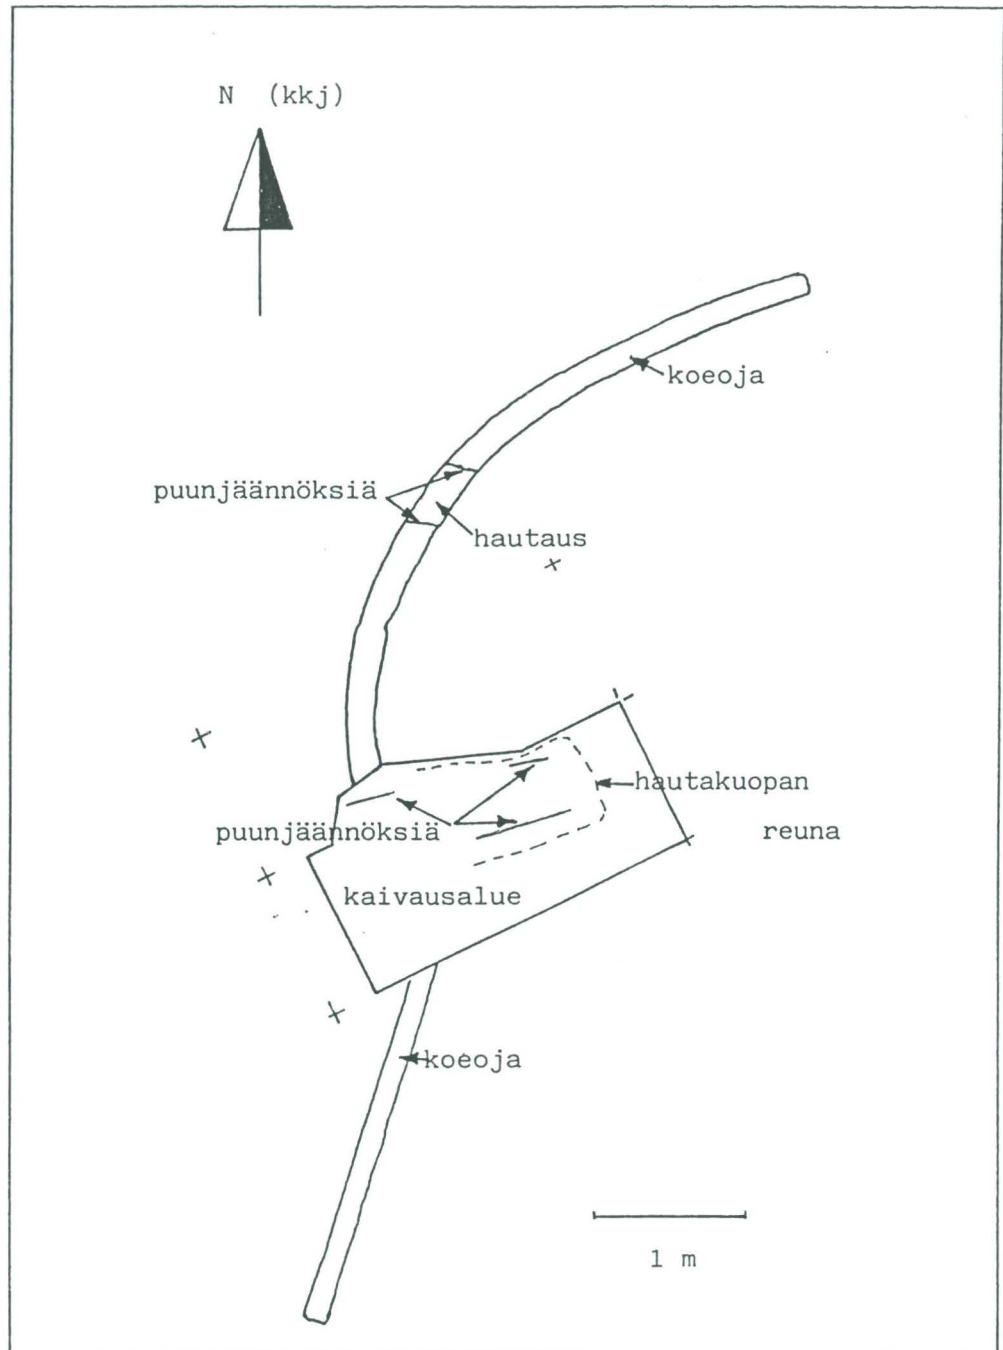 N (kkj)
koeoja
puunjäännöksiä
hautaus
hautakuopan
reuna
puunjäännöksiä
kaivausalue
koeoja
1 m